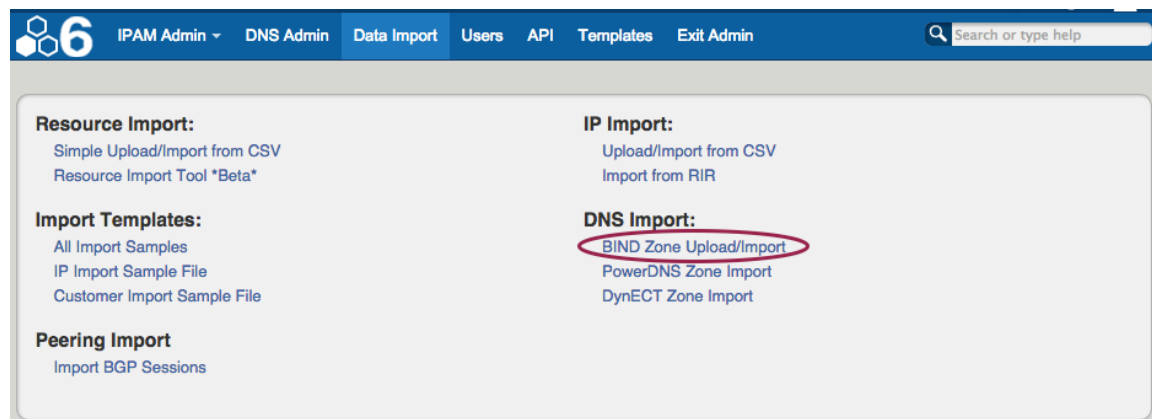 6 IPAM Admin DNS Admin Data Import Users API Templates Exit Admin Search or type help
Resource Import:
Simple Upload/Import from CSV
Resource Import Tool *Beta*
Import Templates:
All Import Samples
IP Import Sample File
Customer Import Sample File
Peering Import
Import BGP Sessions
IP Import:
Upload/Import from CSV
Import from RIR
DNS Import:
BIND Zone Upload/Import
PowerDNS Zone Import
DynECT Zone Import